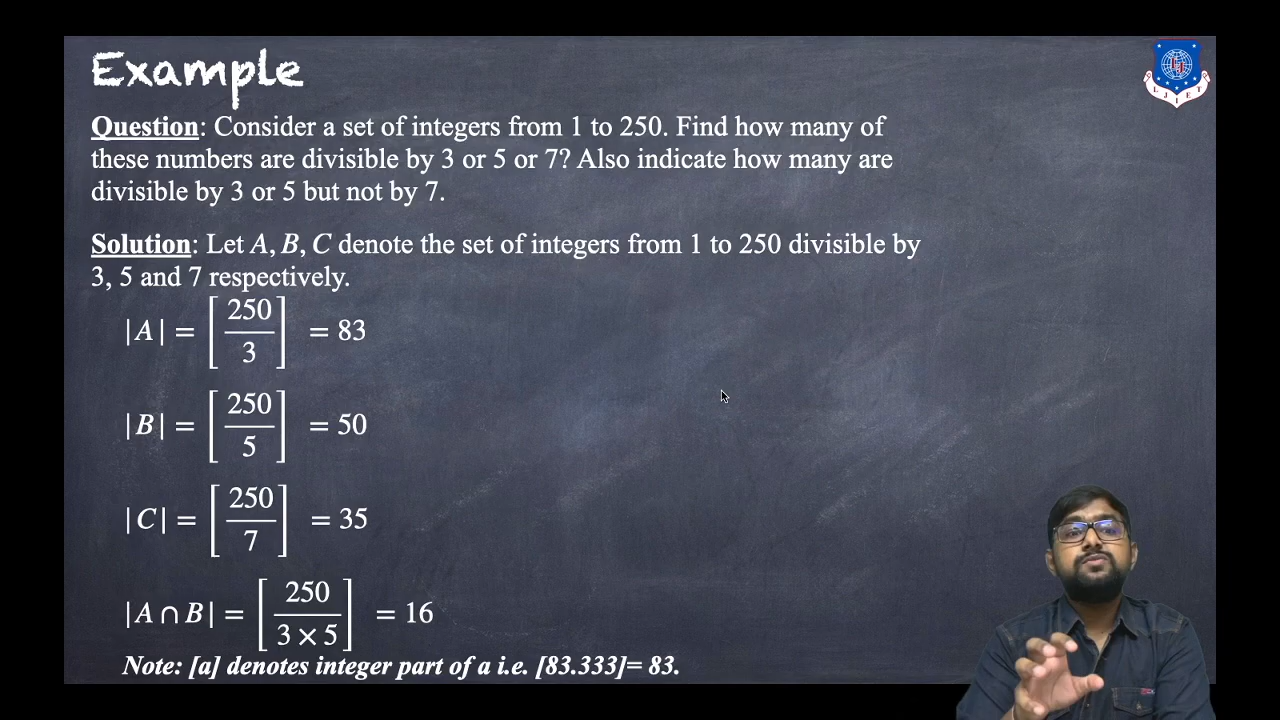 Example
Question: Consider a set of integers from 1 to 250. Find how many of
these numbers are divisible by 3 or 5 or 7? Also indicate how many are
divisible by 3 or 5 but not by 7.
Solution: Let A, B, C denote the set of integers from 1 to 250 divisible by
3, 5 and 7 respectively.
|A| = [250/3] = 83
|B| = [250/5] = 50
|C| = [250/7] = 35
|A ∩ B| = [250/3 × 5] = 16
Note: [a] denotes integer part of a i.e. [83.333]= 83.
L J I E T